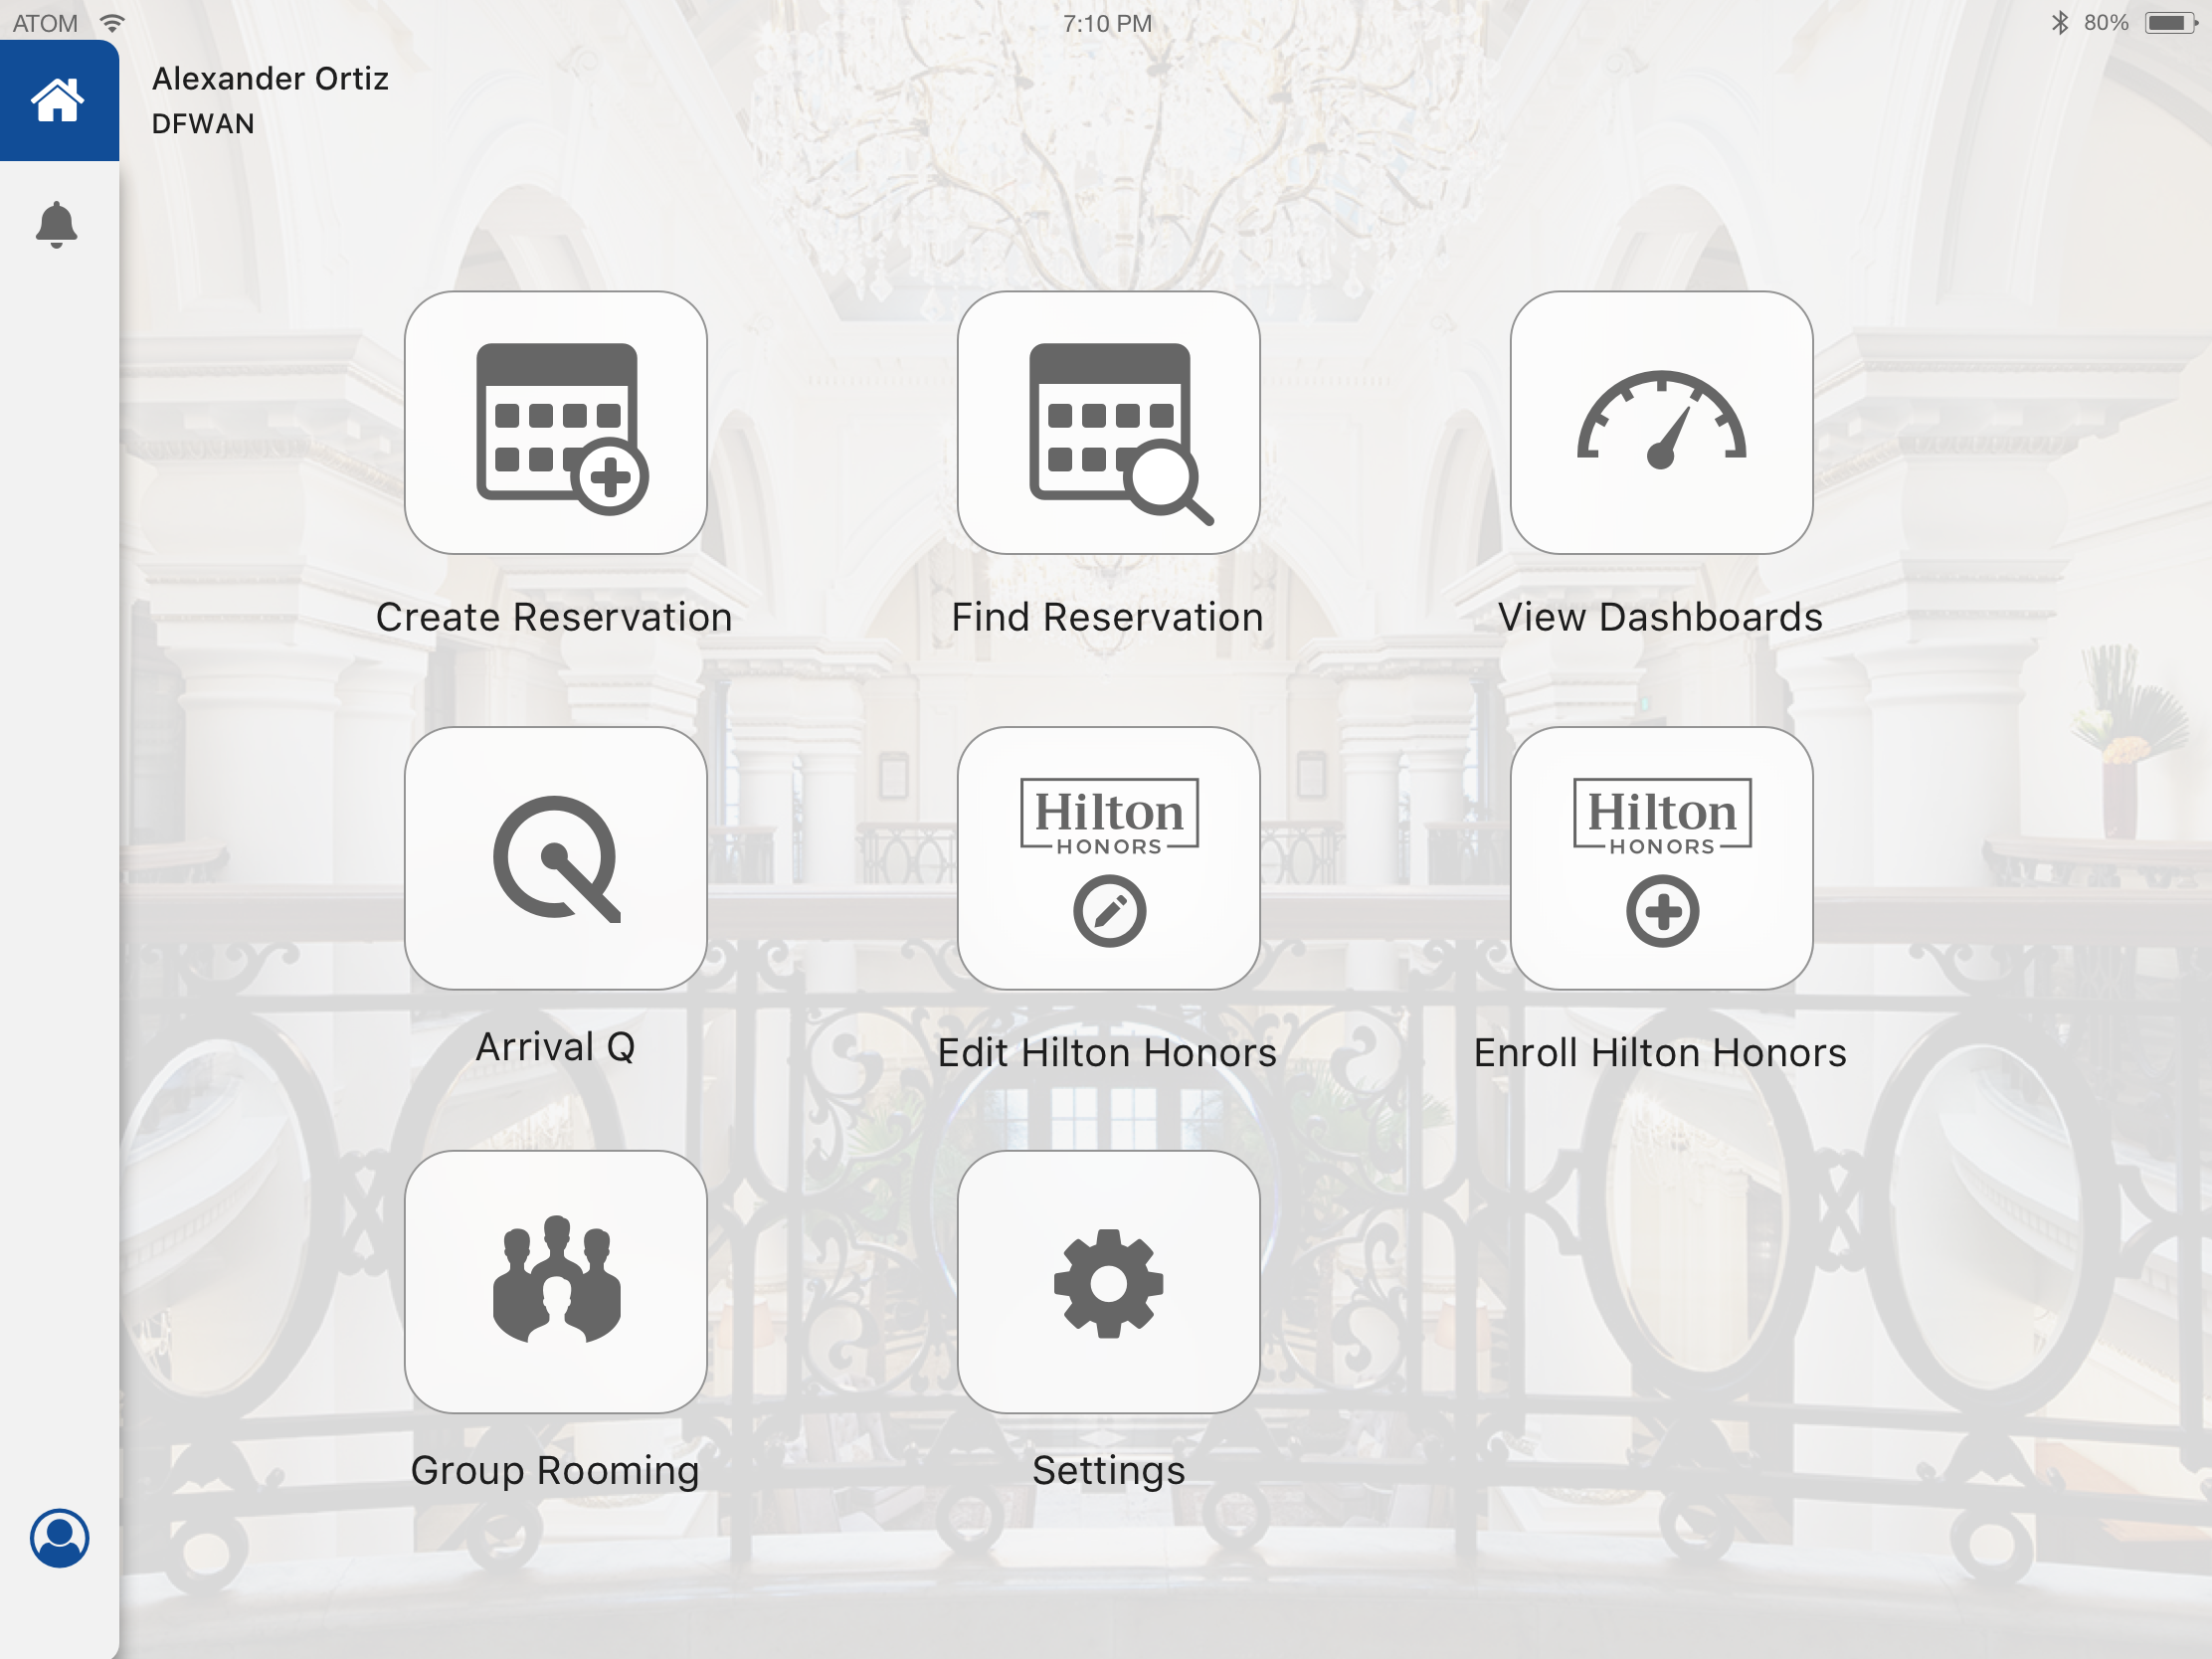 ATOM 7:10 PM 80%
Alexander Ortiz
DFWAN
Create Reservation
Find Reservation
View Dashboards
Hilton
HONORS
Hilton
HONORS
Arrival Q
Edit Hilton Honors
Enroll Hilton Honors
Group Rooming
Settings